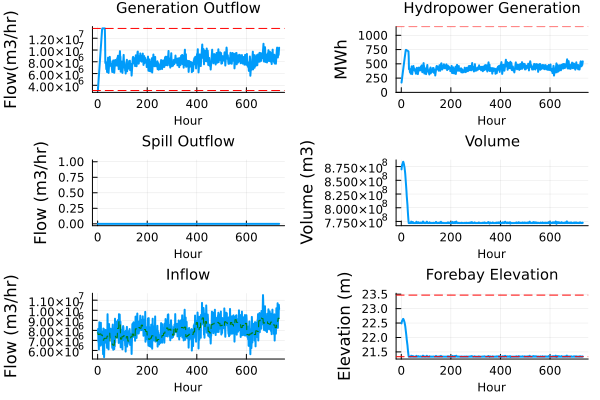 Generation Outflow
Flow(m3/hr)
1.20×10⁷
1.00×10⁷
8.00×10⁶
6.00×10⁶
4.00×10⁶
0 200 400 600
Hour
Hydropower Generation
MWh
1000
750
500
250
0
0 200 400 600
Hour
Spill Outflow
Flow (m3/hr)
1.00
0.75
0.50
0.25
0.00
0 200 400 600
Hour
Volume
Volume (m3)
8.750×10⁸
8.500×10⁸
8.250×10⁸
8.000×10⁸
7.750×10⁸
0 200 400 600
Hour
Inflow
Flow (m3/hr)
1.10×10⁷
1.00×10⁷
9.00×10⁶
8.00×10⁶
7.00×10⁶
6.00×10⁶
0 200 400 600
Hour
Forebay Elevation
Elevation (m)
23.5
23.0
22.5
22.0
21.5
0 200 400 600
Hour